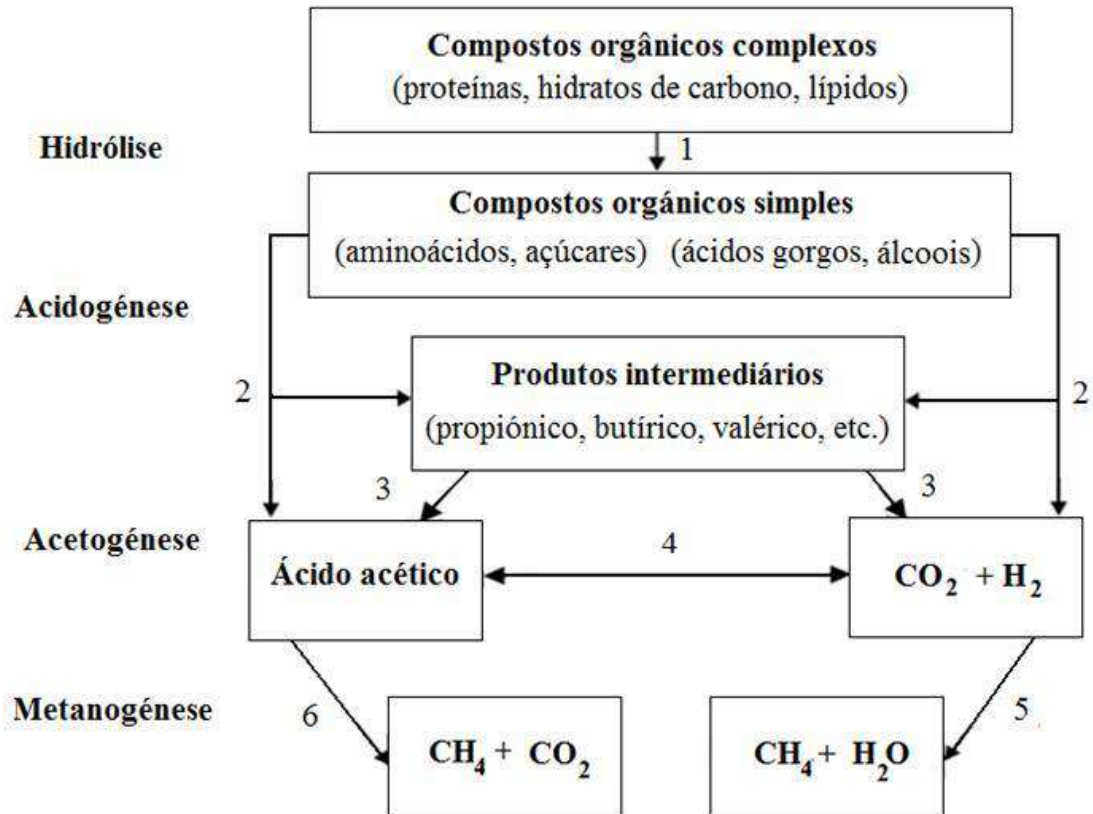 Compostos orgânicos complexos
(proteínas, hidratos de carbono, lípidos)
Hidrólise
1
Compostos orgánicos simples
(aminoácidos, açúcares) (ácidos gorgos, álcoois)
Acidogénese
2
Produtos intermediários
2
(propiónico, butírico, valérico, etc.)
3
3
Acetogénese
4
Ácido acético
CO₂ + H₂
Metanogénese
6
5
CH₄ + CO₂
CH₄ + H₂O